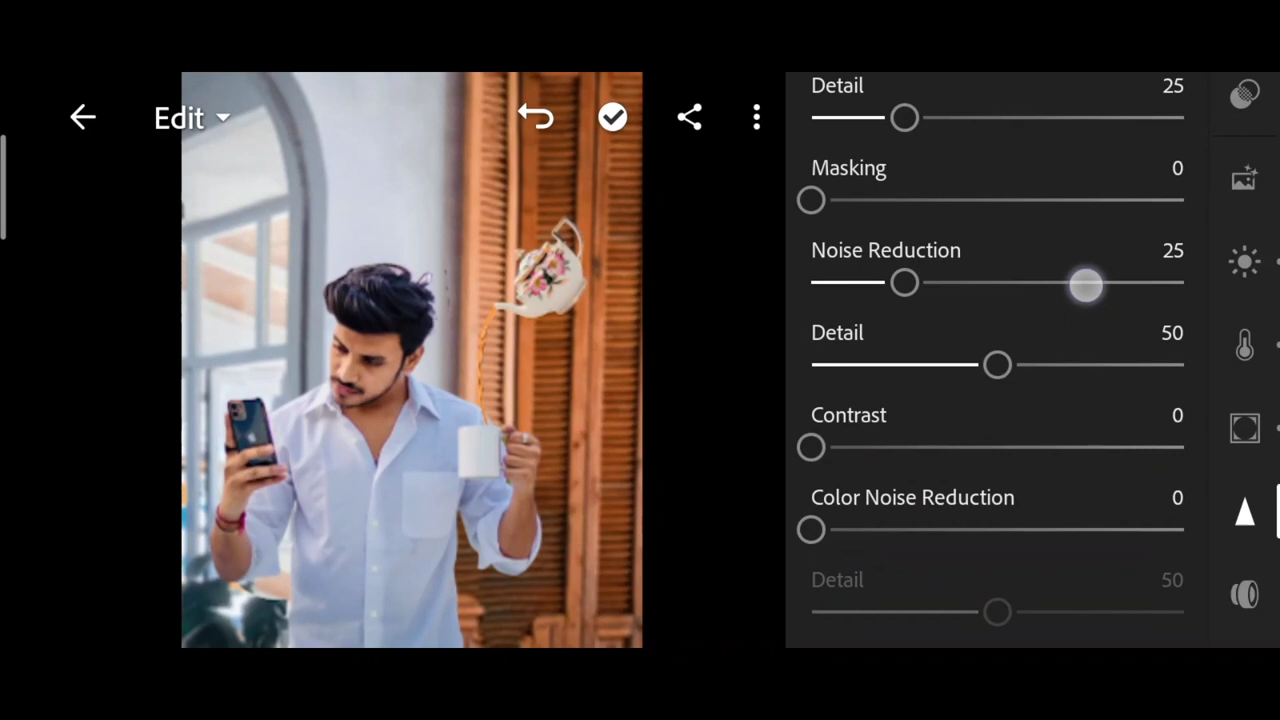 Edit
Detail 25
Masking 0
Noise Reduction 25
Detail 50
Contrast 0
Color Noise Reduction 0
Detail 50